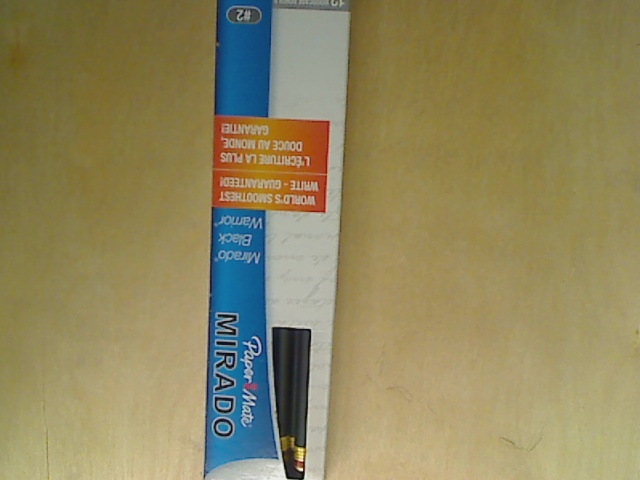 #2
WORLD'S SMOOTHEST
WRITE - GUARANTEED!
L'ÉCRITURE LA PLUS
DOUCE AU MONDE,
GARANTIE!
Mirado®
Black
Warrior®
Paper Mate®
MIRADO